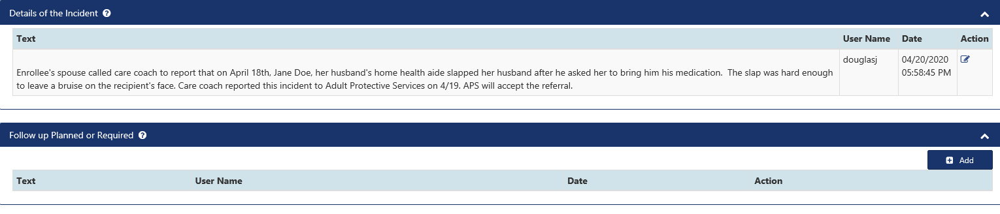 Details of the Incident
Text User Name Date Action
Enrollee's spouse called care coach to report that on April 18th, Jane Doe, her husband's home health aide slapped her husband after he asked her to bring him his medication.  The slap was hard enough
to leave a bruise on the recipient's face. Care coach reported this incident to Adult Protective Services on 4/19. APS will accept the referral.
douglasj
04/20/2020
05:58:45 PM
Follow up Planned or Required
Add
Text User Name Date Action